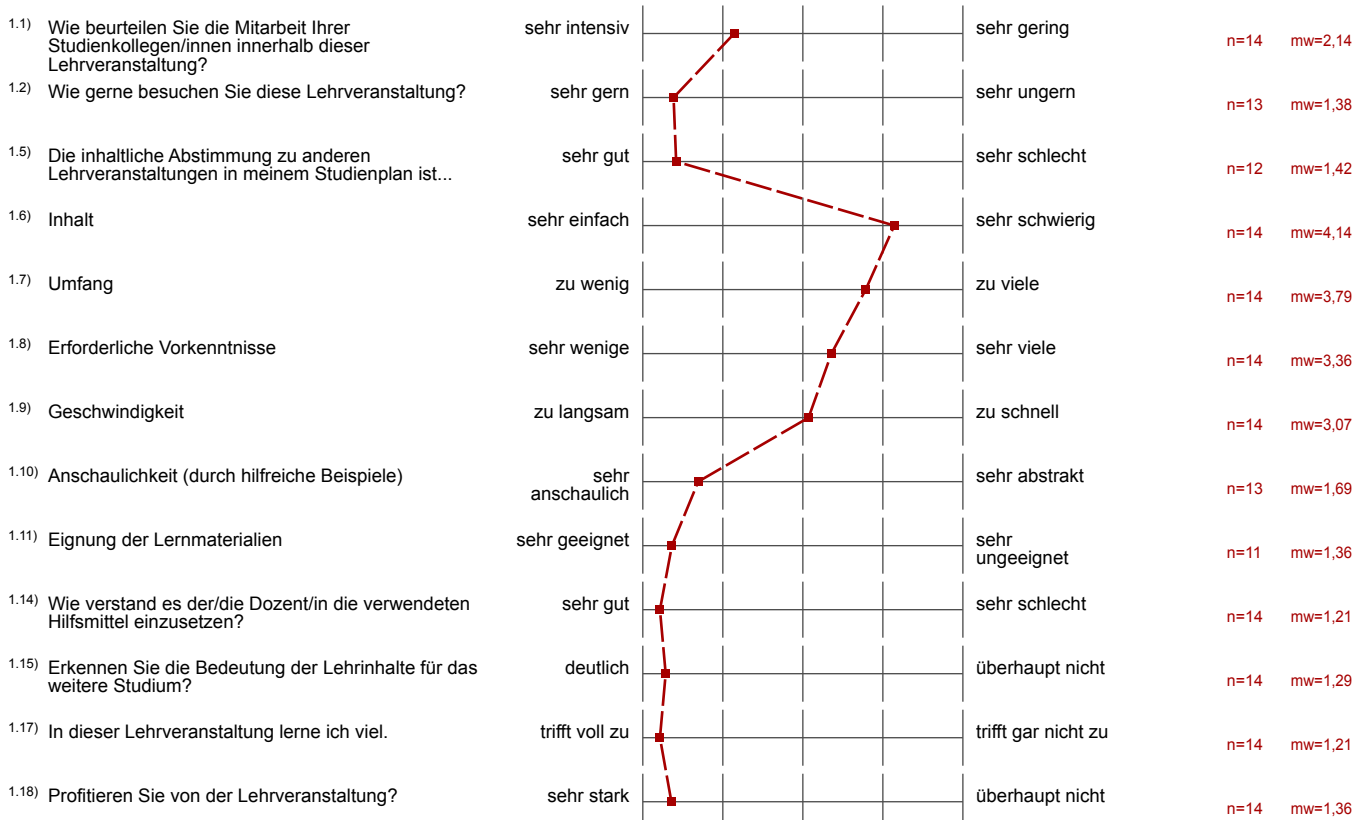 1.1) Wie beurteilen Sie die Mitarbeit Ihrer
Studienkollegen/innen innerhalb dieser
Lehrveranstaltung?
sehr intensiv
sehr gering
n=14 mw=2,14
1.2) Wie gerne besuchen Sie diese Lehrveranstaltung?
sehr gern
sehr ungern
n=13 mw=1,38
1.5) Die inhaltliche Abstimmung zu anderen
Lehrveranstaltungen in meinem Studienplan ist...
sehr gut
sehr schlecht
n=12 mw=1,42
1.6) Inhalt
sehr einfach
sehr schwierig
n=14 mw=4,14
1.7) Umfang
zu wenig
zu viele
n=14 mw=3,79
1.8) Erforderliche Vorkenntnisse
sehr wenige
sehr viele
n=14 mw=3,36
1.9) Geschwindigkeit
zu langsam
zu schnell
n=14 mw=3,07
1.10) Anschaulichkeit (durch hilfreiche Beispiele)
sehr
anschaulich
sehr abstrakt
n=13 mw=1,69
1.11) Eignung der Lernmaterialien
sehr geeignet
sehr
ungeeignet
n=11 mw=1,36
1.14) Wie verstand es der/die Dozent/in die verwendeten
Hilfsmittel einzusetzen?
sehr gut
sehr schlecht
n=14 mw=1,21
1.15) Erkennen Sie die Bedeutung der Lehrinhalte für das
weitere Studium?
deutlich
überhaupt nicht
n=14 mw=1,29
1.17) In dieser Lehrveranstaltung lerne ich viel.
trifft voll zu
trifft gar nicht zu
n=14 mw=1,21
1.18) Profitieren Sie von der Lehrveranstaltung?
sehr stark
überhaupt nicht
n=14 mw=1,36